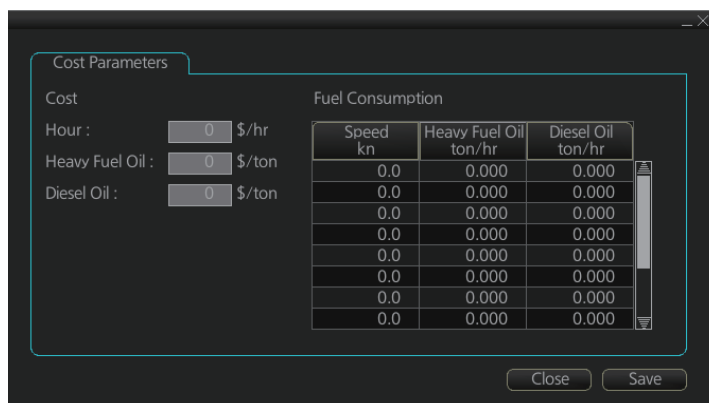 Cost Parameters
Cost
Fuel Consumption
Hour : 0 $/hr
Heavy Fuel Oil : 0 $/ton
Diesel Oil : 0 $/ton
Speed kn Heavy Fuel Oil ton/hr Diesel Oil ton/hr
0.0 0.000 0.000
0.0 0.000 0.000
0.0 0.000 0.000
0.0 0.000 0.000
0.0 0.000 0.000
0.0 0.000 0.000
0.0 0.000 0.000
0.0 0.000 0.000
Close Save